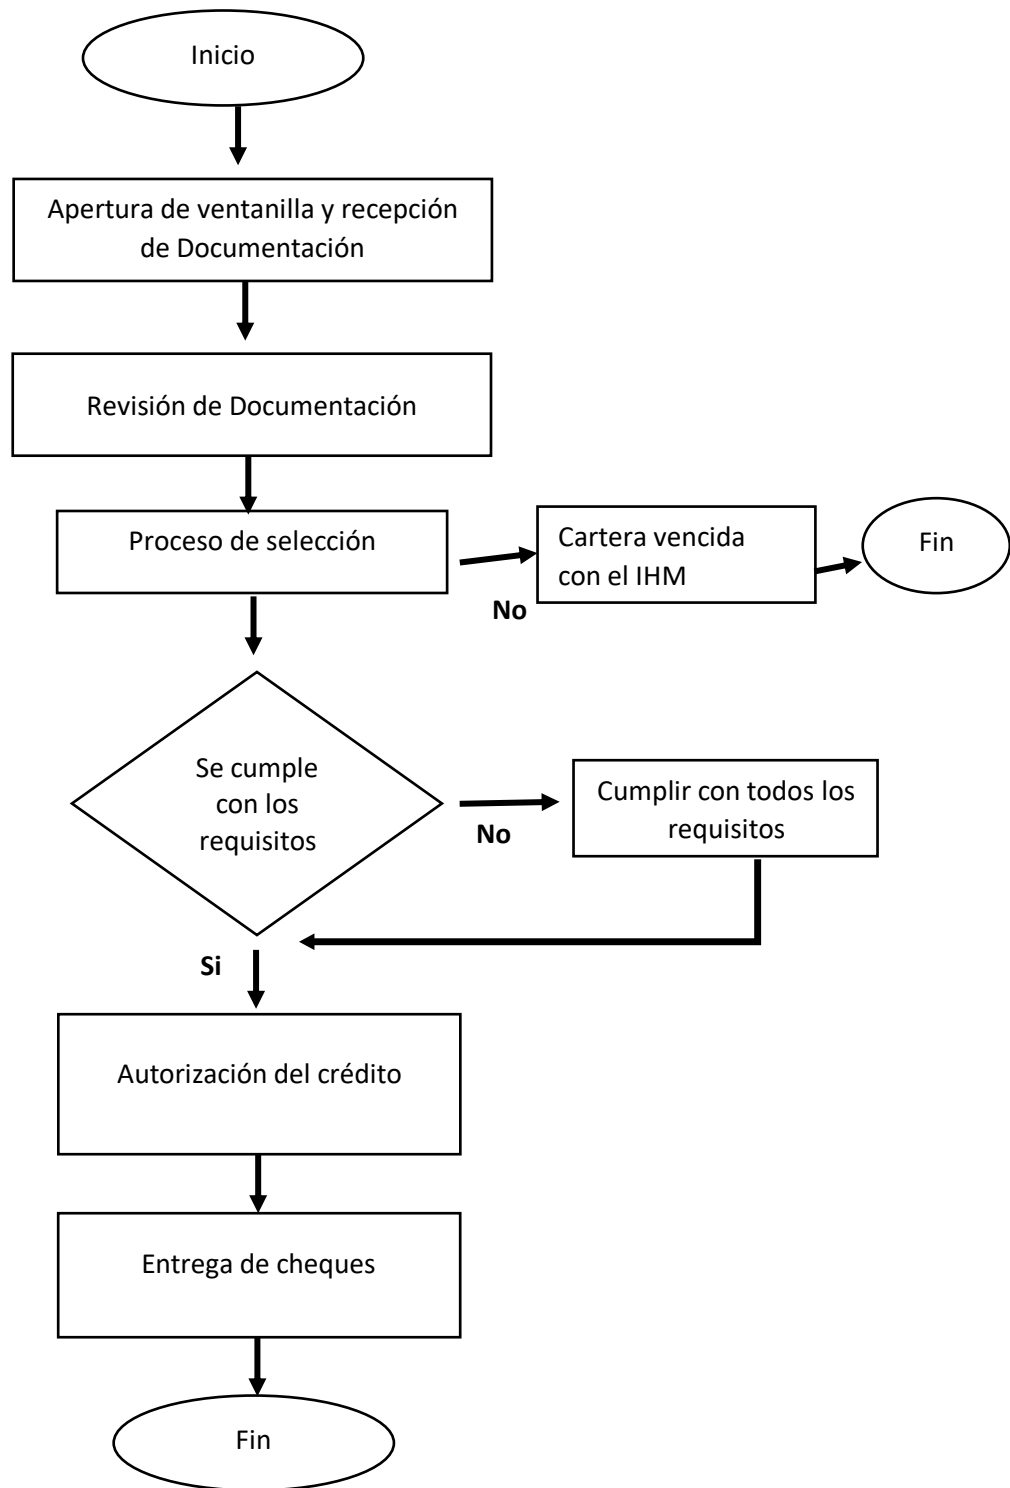 Inicio
Apertura de ventanilla y recepción
de Documentación
Revisión de Documentación
Proceso de selección
Cartera vencida
con el IHM
Fin
No
Se cumple
con los
requisitos
Cumplir con todos los
requisitos
No
Si
Autorización del crédito
Entrega de cheques
Fin